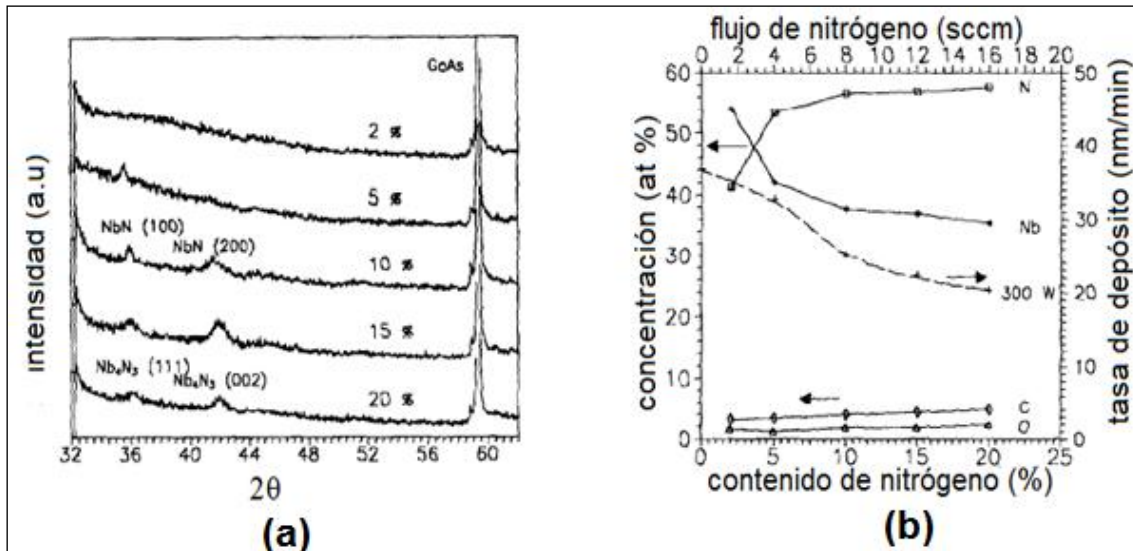 intensidad (a.u)
GaAs
2 %
5 %
NbN (100)
NbN (200)
10 %
15 %
Nb₄N₃ (111)
Nb₄N₃ (002)
20 %
32 36 42 48 52 56 60
2θ
(a)
flujo de nitrógeno (sccm)
0 2 4 6 8 10 12 14 16 18 20
60
50
40
30
20
10
0
concentración (at %)
N
Nb
300 W
C
O
50
40
30
20
10
0
tasa de depósito (nm/min)
0 5 10 15 20 25
contenido de nitrógeno (%)
(b)